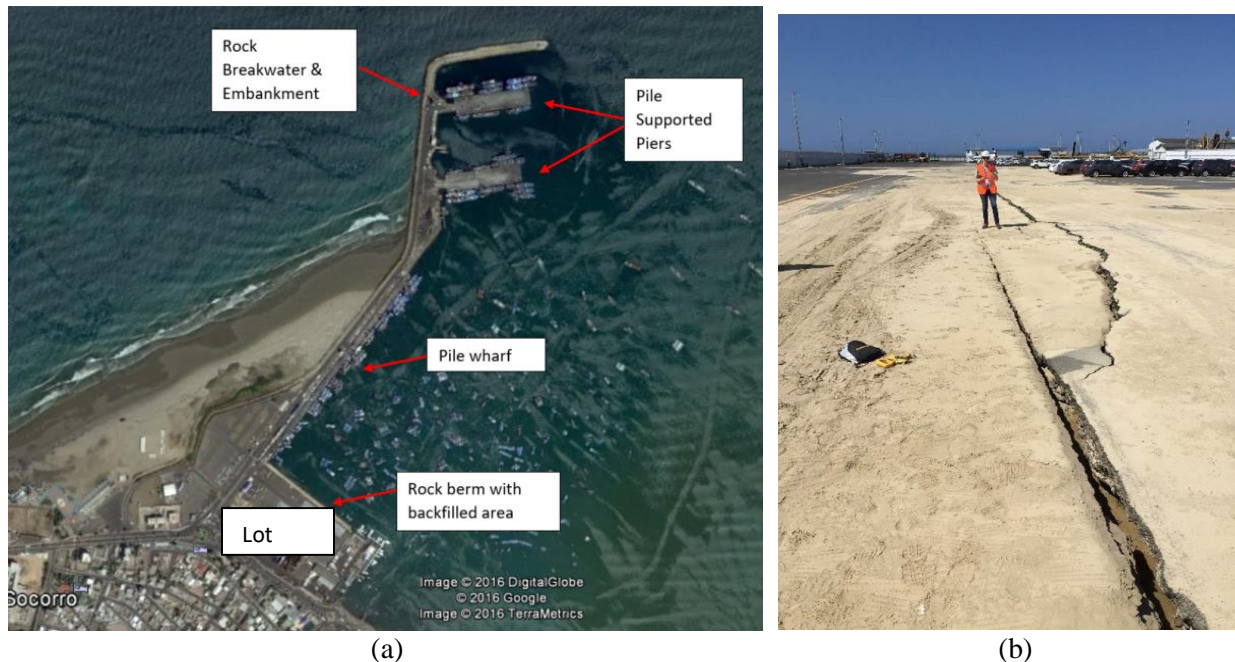 Rock
Breakwater &
Embankment
Pile
Supported
Piers
Pile wharf
Rock berm with
backfilled area
Lot
Socorro
Image © 2016 DigitalGlobe
© 2016 Google
Image © 2016 TerraMetrics
(a)
(b)